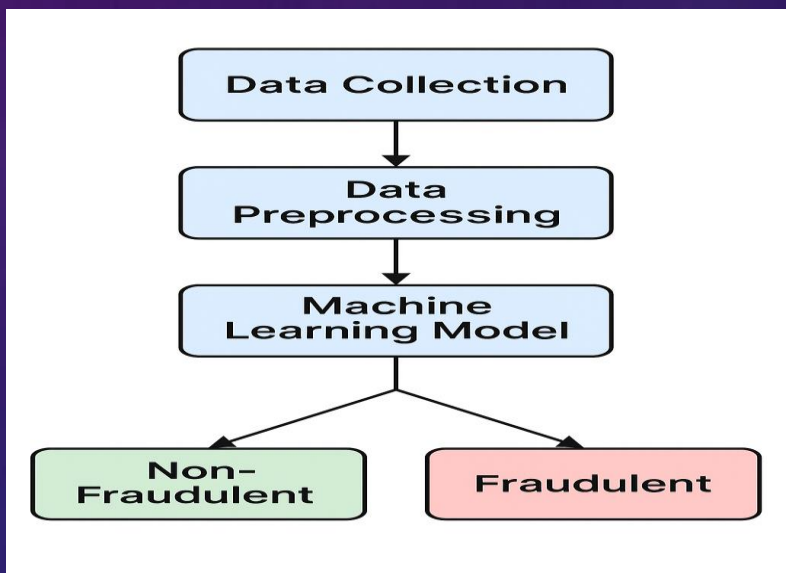 Data Collection
Data
Preprocessing
Machine
Learning Model
Non-
Fraudulent
Fraudulent